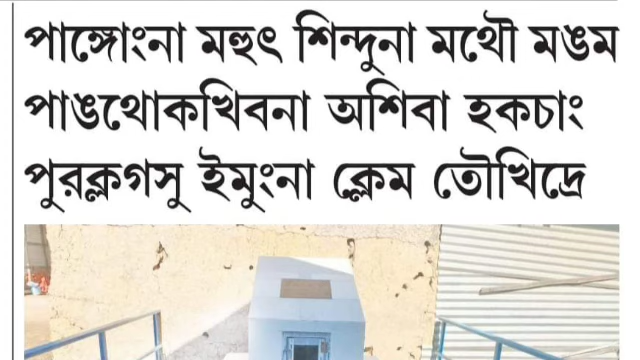 পাঙ্গোংনা মহুৎ শিন্দুনা মথৌ মঙম
পাঙথোকখিবনা অশিবা হকচাং
পুরক্লগসু ইমুংনা ক্লেম তৌখিদ্রে